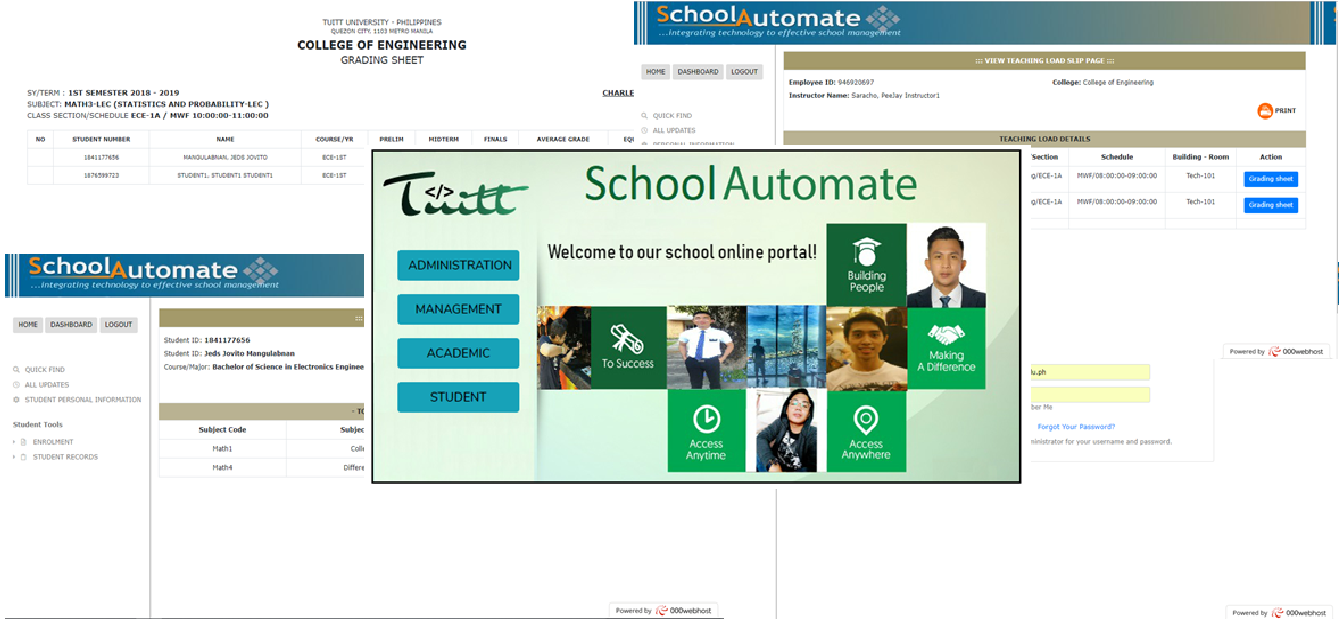 TUITT UNIVERSITY - PHILIPPINES
QUEZON CITY, 1103 METRO MANILA
COLLEGE OF ENGINEERING
GRADING SHEET
SY/TERM : 1ST SEMESTER 2018 - 2019
SUBJECT: MATH3-LEC (STATISTICS AND PROBABILITY-LEC )
CLASS SECTION/SCHEDULE ECE-1A / MWF 10:00:00-11:00:00
CHARLE
NO STUDENT NUMBER NAME COURSE/YR PRELIM MIDTERM FINALS AVERAGE GRADE EQ
1841177656 MANGULABNAN, JEDS JOVITO ECE-1ST
1876599723 STUDENT1, STUDENT1 STUDENT1 ECE-1ST
SchoolAutomate
...integrating technology to effective school management
HOME DASHBOARD LOGOUT
QUICK FIND
ALL UPDATES
PERSONAL INFORMATION
::: VIEW TEACHING LOAD SLIP PAGE :::
Employee ID: 946920697 College: College of Engineering
Instructor Name: Saracho, PeeJay Instructor1
PRINT
TEACHING LOAD DETAILS
Section Schedule Building - Room Action
g/ECE-1A MWF/08:00:00-09:00:00 Tech-101 Grading sheet
g/ECE-1A MWF/08:00:00-09:00:00 Tech-101 Grading sheet
Powered by 000webhost
SchoolAutomate
...integrating technology to effective school management
HOME DASHBOARD LOGOUT
QUICK FIND
ALL UPDATES
STUDENT PERSONAL INFORMATION
Student Tools
ENROLMENT
STUDENT RECORDS
:::
Student ID: 1841177656
Student ID: Jeds Jovito Mangulabnan
Course/Major: Bachelor of Science in Electronics Enginee
- TO
Subject Code Subjec
Math1 Colle
Math4 Differe
Powered by 000webhost
Tuitt
</>
SchoolAutomate
Welcome to our school online portal!
ADMINISTRATION
MANAGEMENT
ACADEMIC
STUDENT
Building
People
To Success
Making
A Difference
Access
Anytime
Access
Anywhere
lu.ph
ber Me
Forgot Your Password?
ministrator for your username and password.
Powered by 000webhost